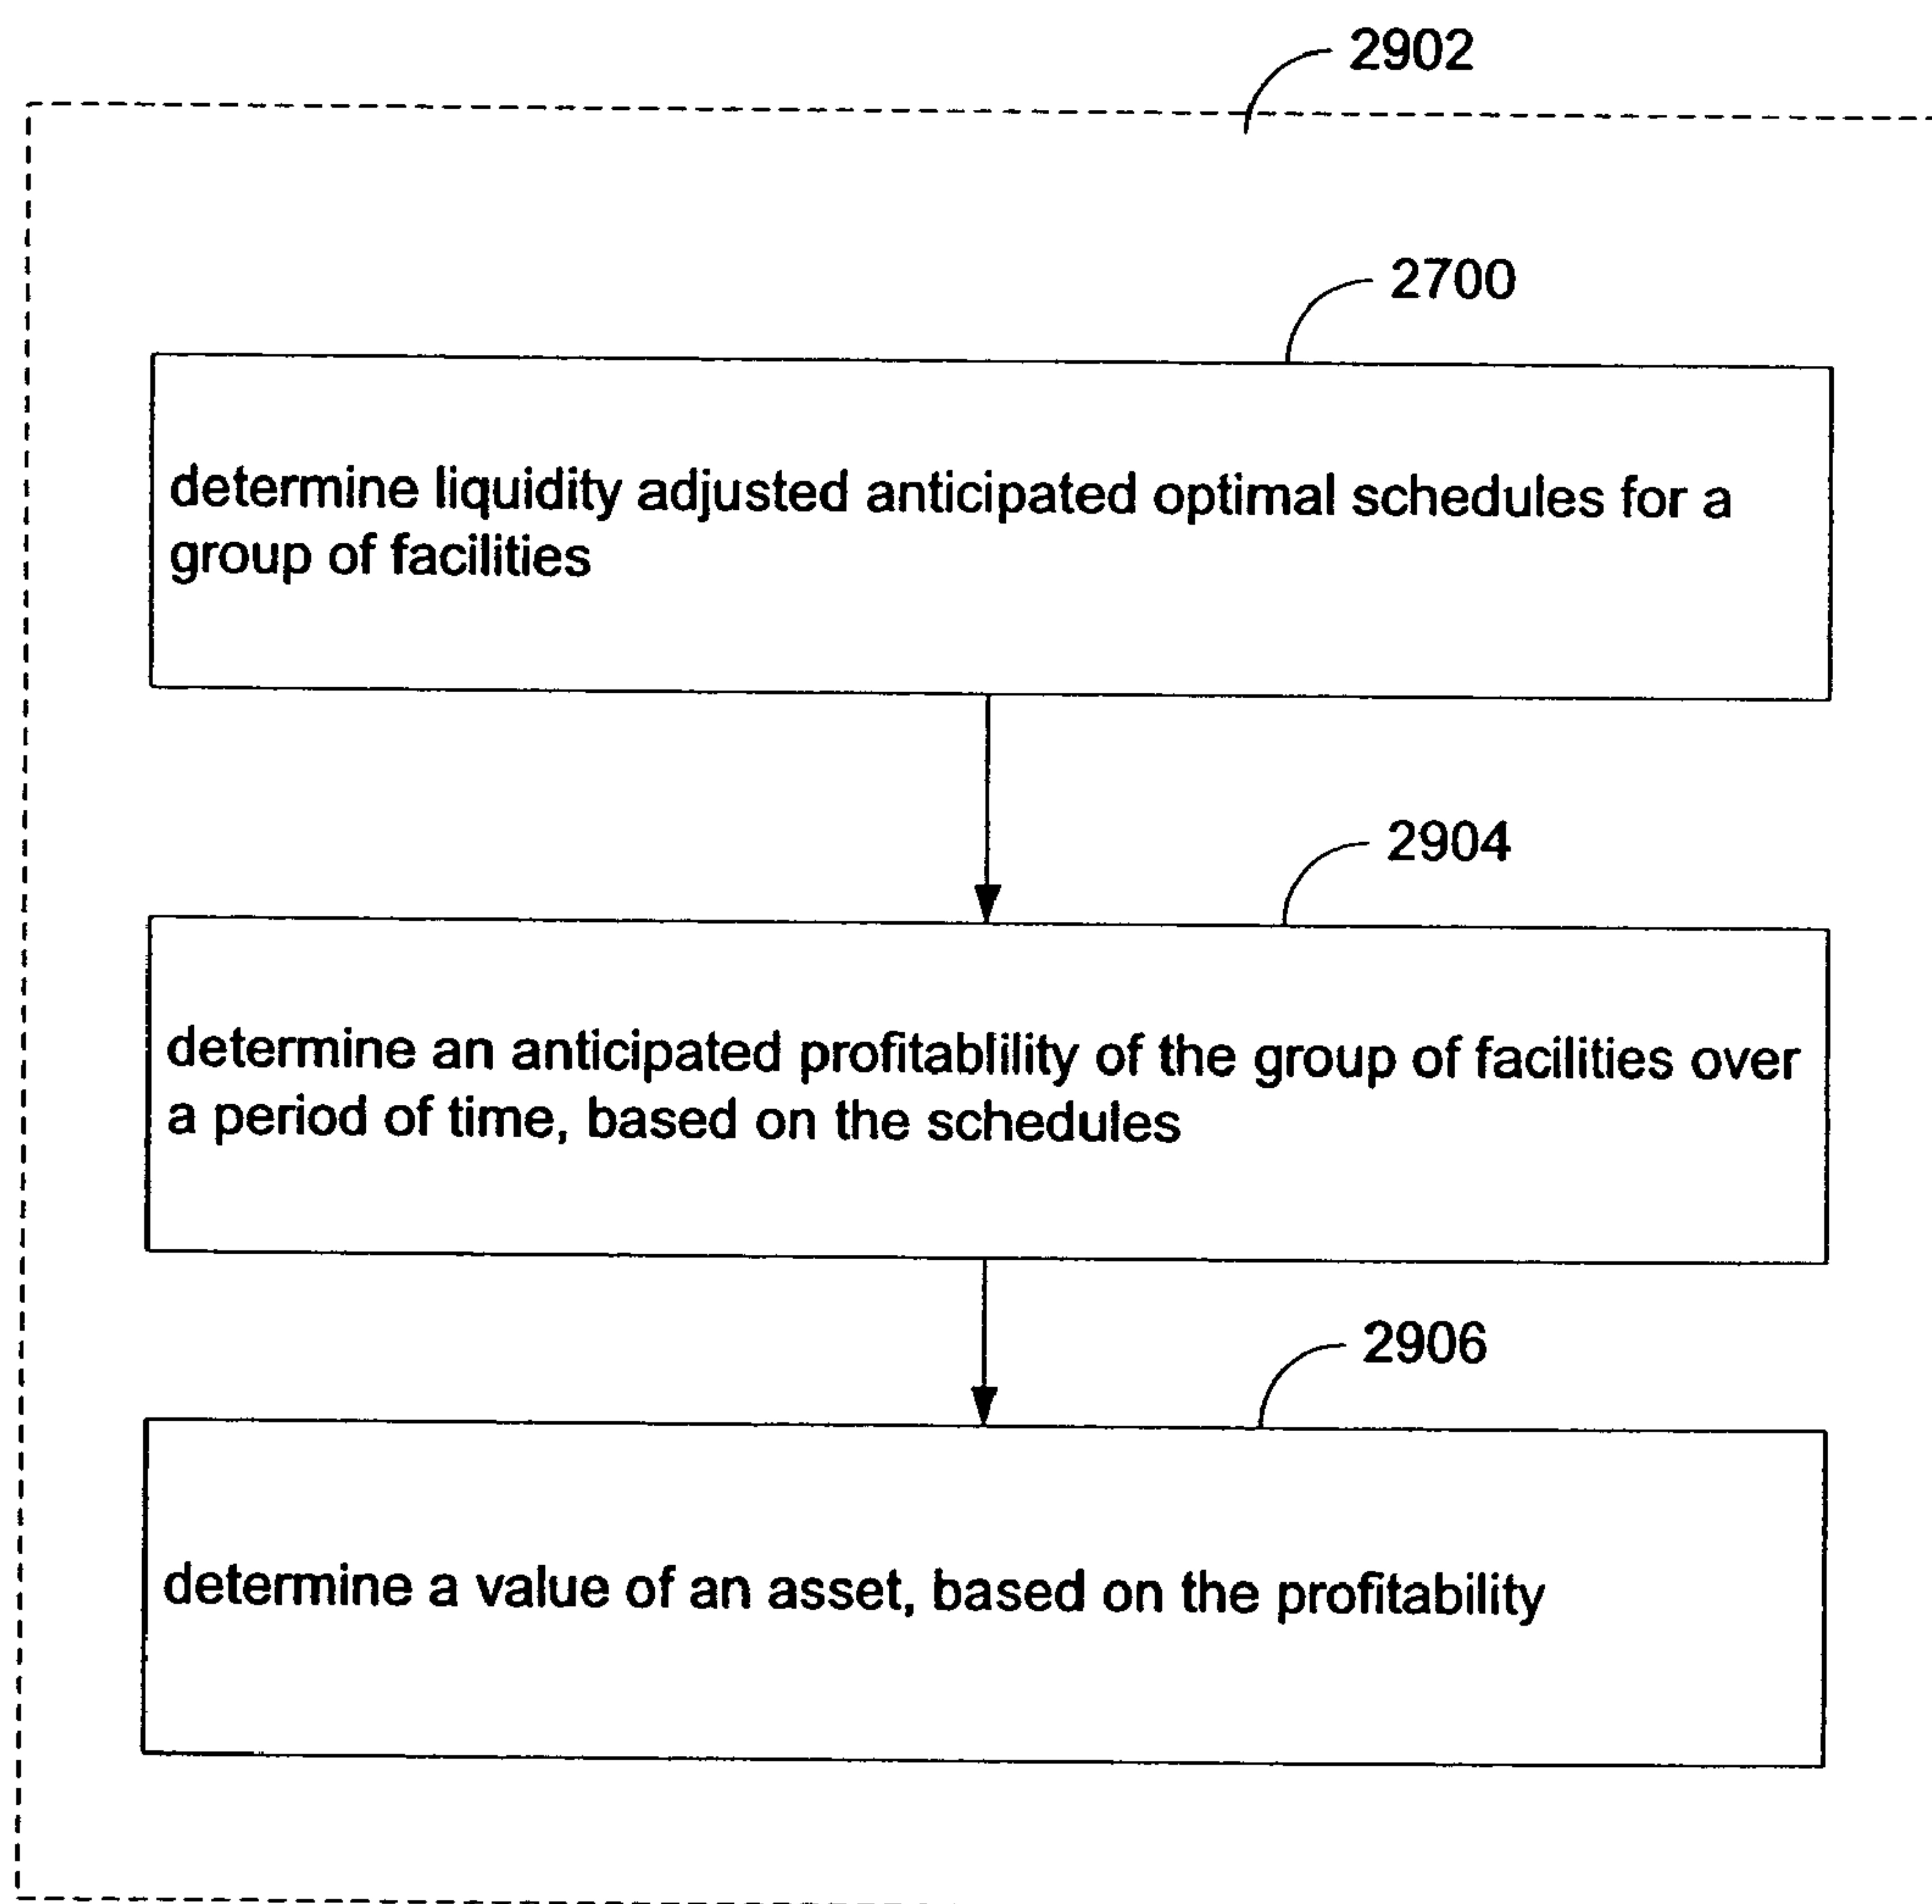 2902
2700
determine liquidity adjusted anticipated optimal schedules for a
group of facilities
2904
determine an anticipated profitablility of the group of facilities over
a period of time, based on the schedules
2906
determine a value of an asset, based on the profitability